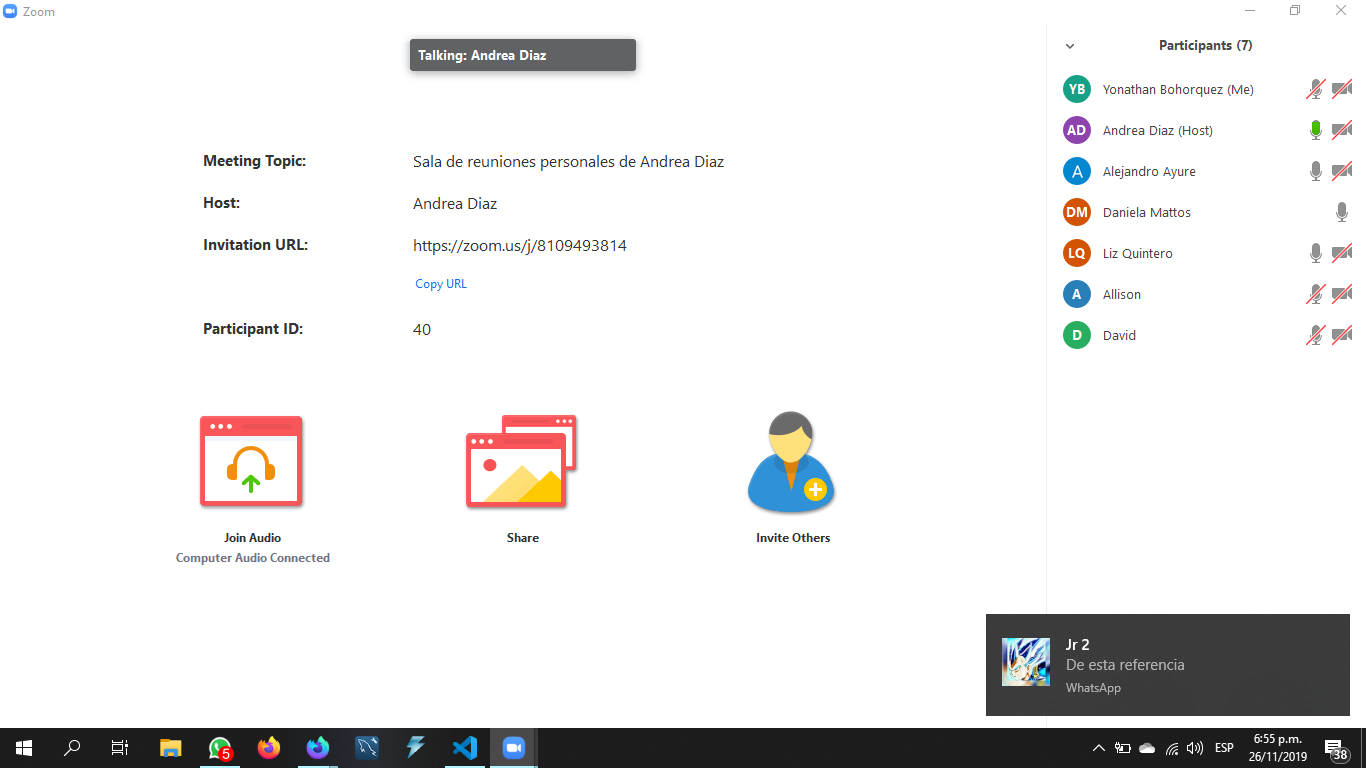 Zoom
Talking: Andrea Diaz
Meeting Topic: Sala de reuniones personales de Andrea Diaz
Host: Andrea Diaz
Invitation URL: https://zoom.us/j/8109493814
Copy URL
Participant ID: 40
Join Audio
Computer Audio Connected
Share
Invite Others
Participants (7)
YB Yonathan Bohorquez (Me)
AD Andrea Diaz (Host)
A Alejandro Ayure
DM Daniela Mattos
LQ Liz Quintero
A Allison
D David
Jr 2
De esta referencia
WhatsApp
5
ESP
6:55 p.m.
26/11/2019
38